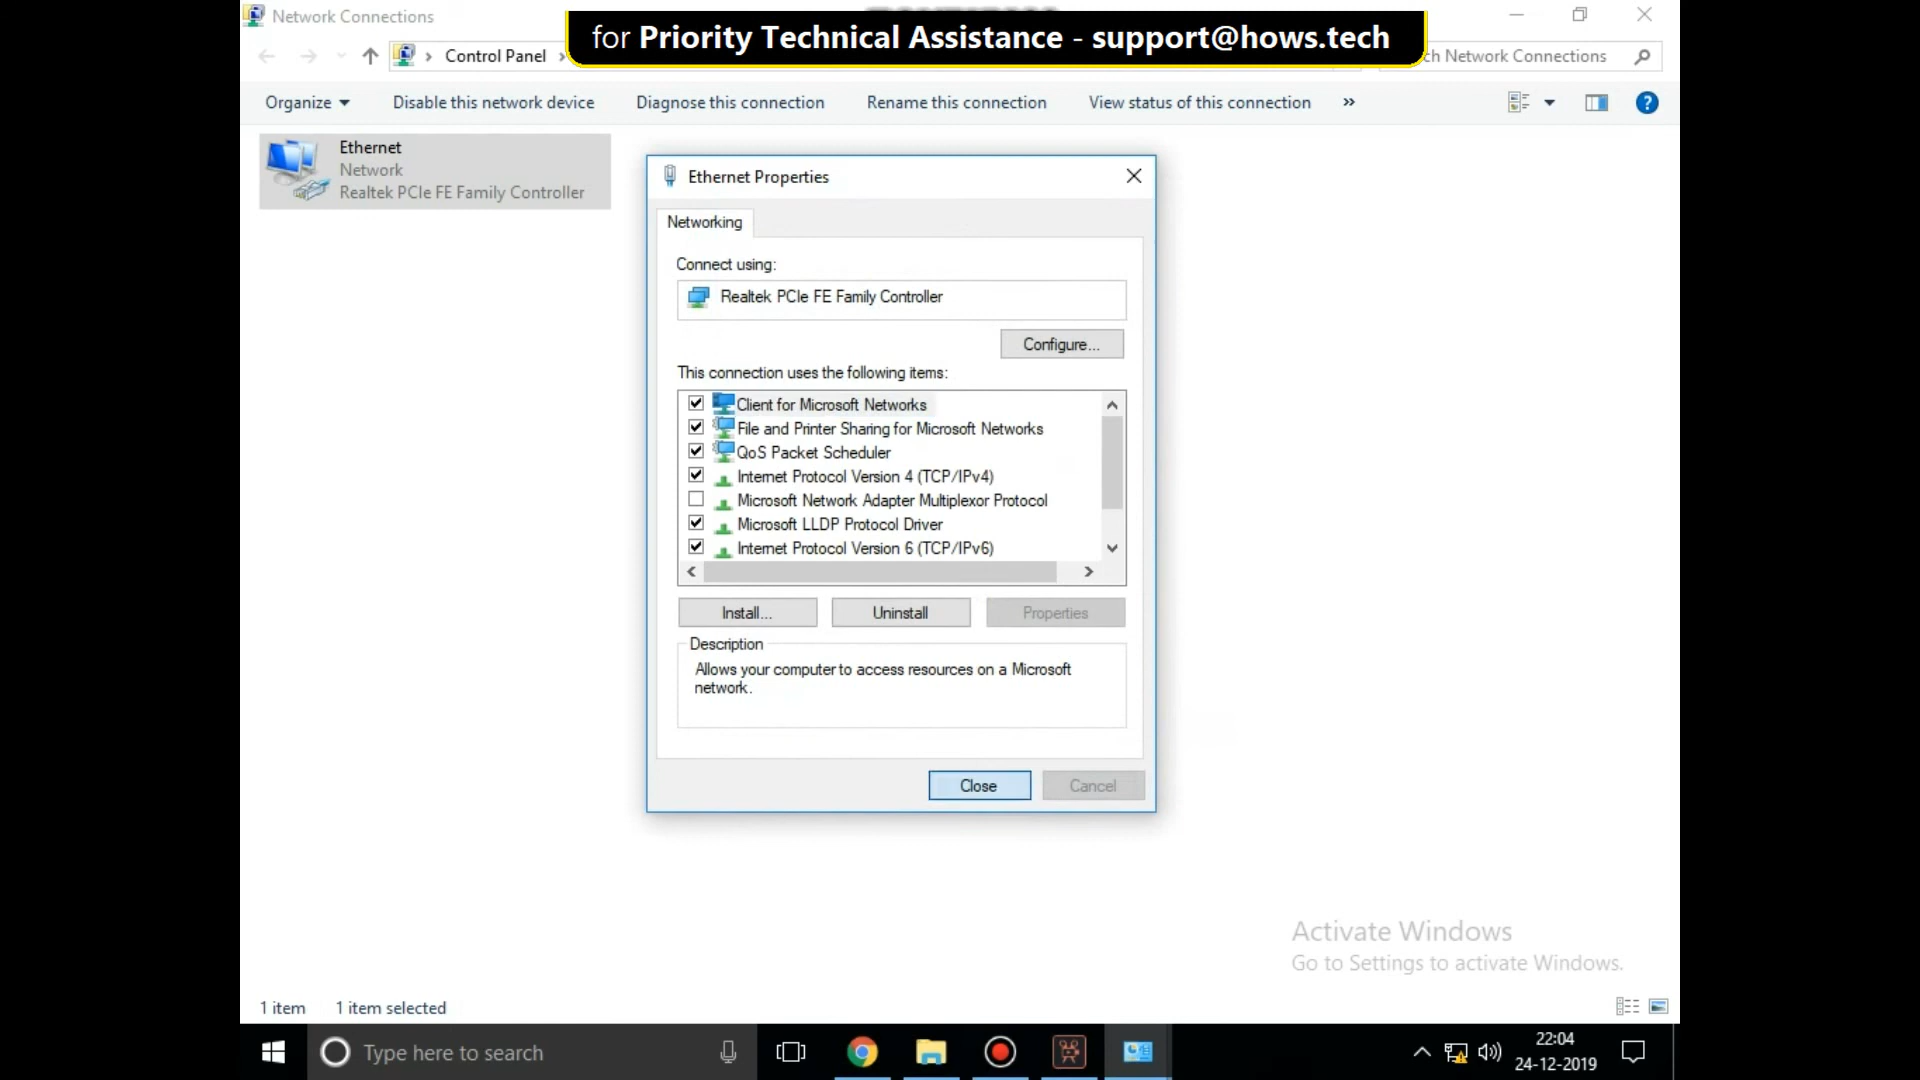 Network Connections
for Priority Technical Assistance - support@hows.tech
Control Panel
ch Network Connections
Organize
Disable this network device
Diagnose this connection
Rename this connection
View status of this connection
»
Ethernet
Network
Realtek PCIe FE Family Controller
Ethernet Properties
Networking
Connect using:
Realtek PCIe FE Family Controller
Configure...
This connection uses the following items:
Client for Microsoft Networks
File and Printer Sharing for Microsoft Networks
QoS Packet Scheduler
Internet Protocol Version 4 (TCP/IPv4)
Microsoft Network Adapter Multiplexor Protocol
Microsoft LLDP Protocol Driver
Internet Protocol Version 6 (TCP/IPv6)
Install...
Uninstall
Properties
Description
Allows your computer to access resources on a Microsoft
network.
Close
Cancel
Activate Windows
Go to Settings to activate Windows.
1 item
1 item selected
Type here to search
22:04
24-12-2019